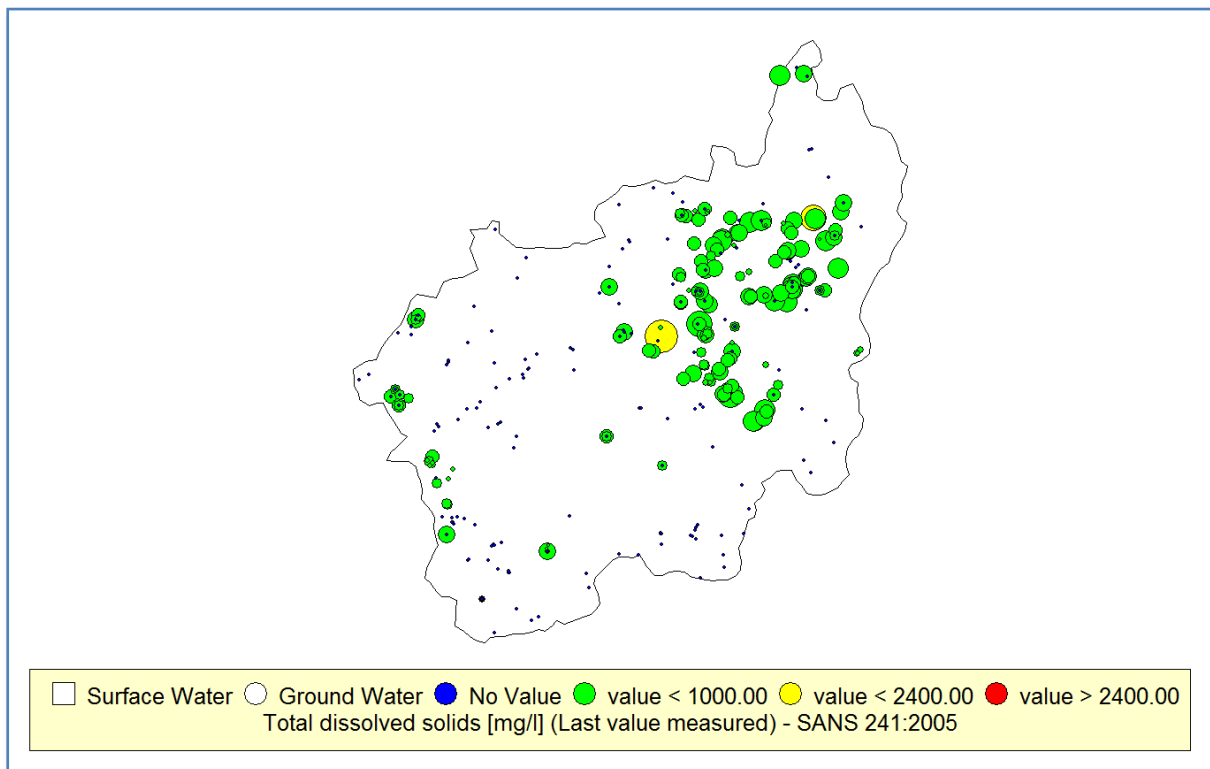 Surface Water Ground Water No Value value < 1000.00 value < 2400.00 value > 2400.00
Total dissolved solids [mg/l] (Last value measured) - SANS 241:2005